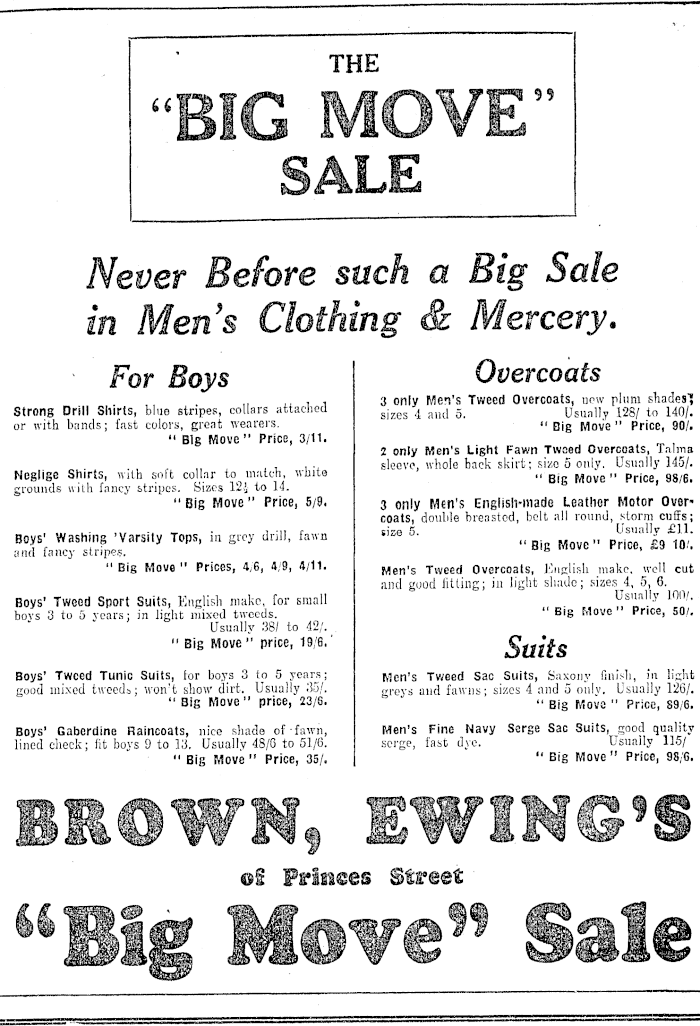 THE
“BIG MOVE”
SALE
Never Before such a Big Sale
in Men's Clothing & Mercery.
For Boys
Strong Drill Shirts, blue stripes, collars attached
or with bands; fast colors, great wearers.
“Big Move” Price, 3/11.
Neglige Shirts, with soft collar to match, white
grounds with fancy stripes. Sizes 12½ to 14.
“Big Move” Price, 5/9.
Boys' Washing 'Varsity Tops, in grey drill, fawn
and fancy stripes.
“Big Move” Prices, 4/6, 4/9, 4/11.
Boys' Tweed Sport Suits, English make, for small
boys 3 to 5 years; in light mixed tweeds.
Usually 38/ to 42/.
“Big Move” price, 19/6.
Boys' Tweed Tunic Suits, for boys 3 to 5 years;
good mixed tweeds; won't show dirt. Usually 35/.
“Big Move” price, 23/6.
Boys' Gaberdine Raincoats, nice shade of fawn,
lined check; fit boys 9 to 13. Usually 48/6 to 51/6.
“Big Move” Price, 35/.
Overcoats
3 only Men's Tweed Overcoats, new plum shades;
sizes 4 and 5. Usually 128/ to 140/.
“Big Move” Price, 90/.
2 only Men's Light Fawn Tweed Overcoats, Talma
sleeve, whole back skirt; size 5 only. Usually 145/.
“Big Move” Price, 98/6.
3 only Men's English-made Leather Motor Over-
coats, double breasted, belt all round, storm cuffs;
size 5. Usually £11.
“Big Move” Price, £9 10/.
Men's Tweed Overcoats, English make, well cut
and good fitting; in light shade; sizes 4, 5, 6.
Usually 100/.
“Big Move” Price, 50/.
Suits
Men's Tweed Sac Suits, Saxony finish, in light
greys and fawns; sizes 4 and 5 only. Usually 126/.
“Big Move” Price, 89/6.
Men's Fine Navy Serge Sac Suits, good quality
serge, fast dye. Usually 115/
“Big Move” Price, 98/6.
BROWN, EWING'S
of Princes Street
“Big Move” Sale